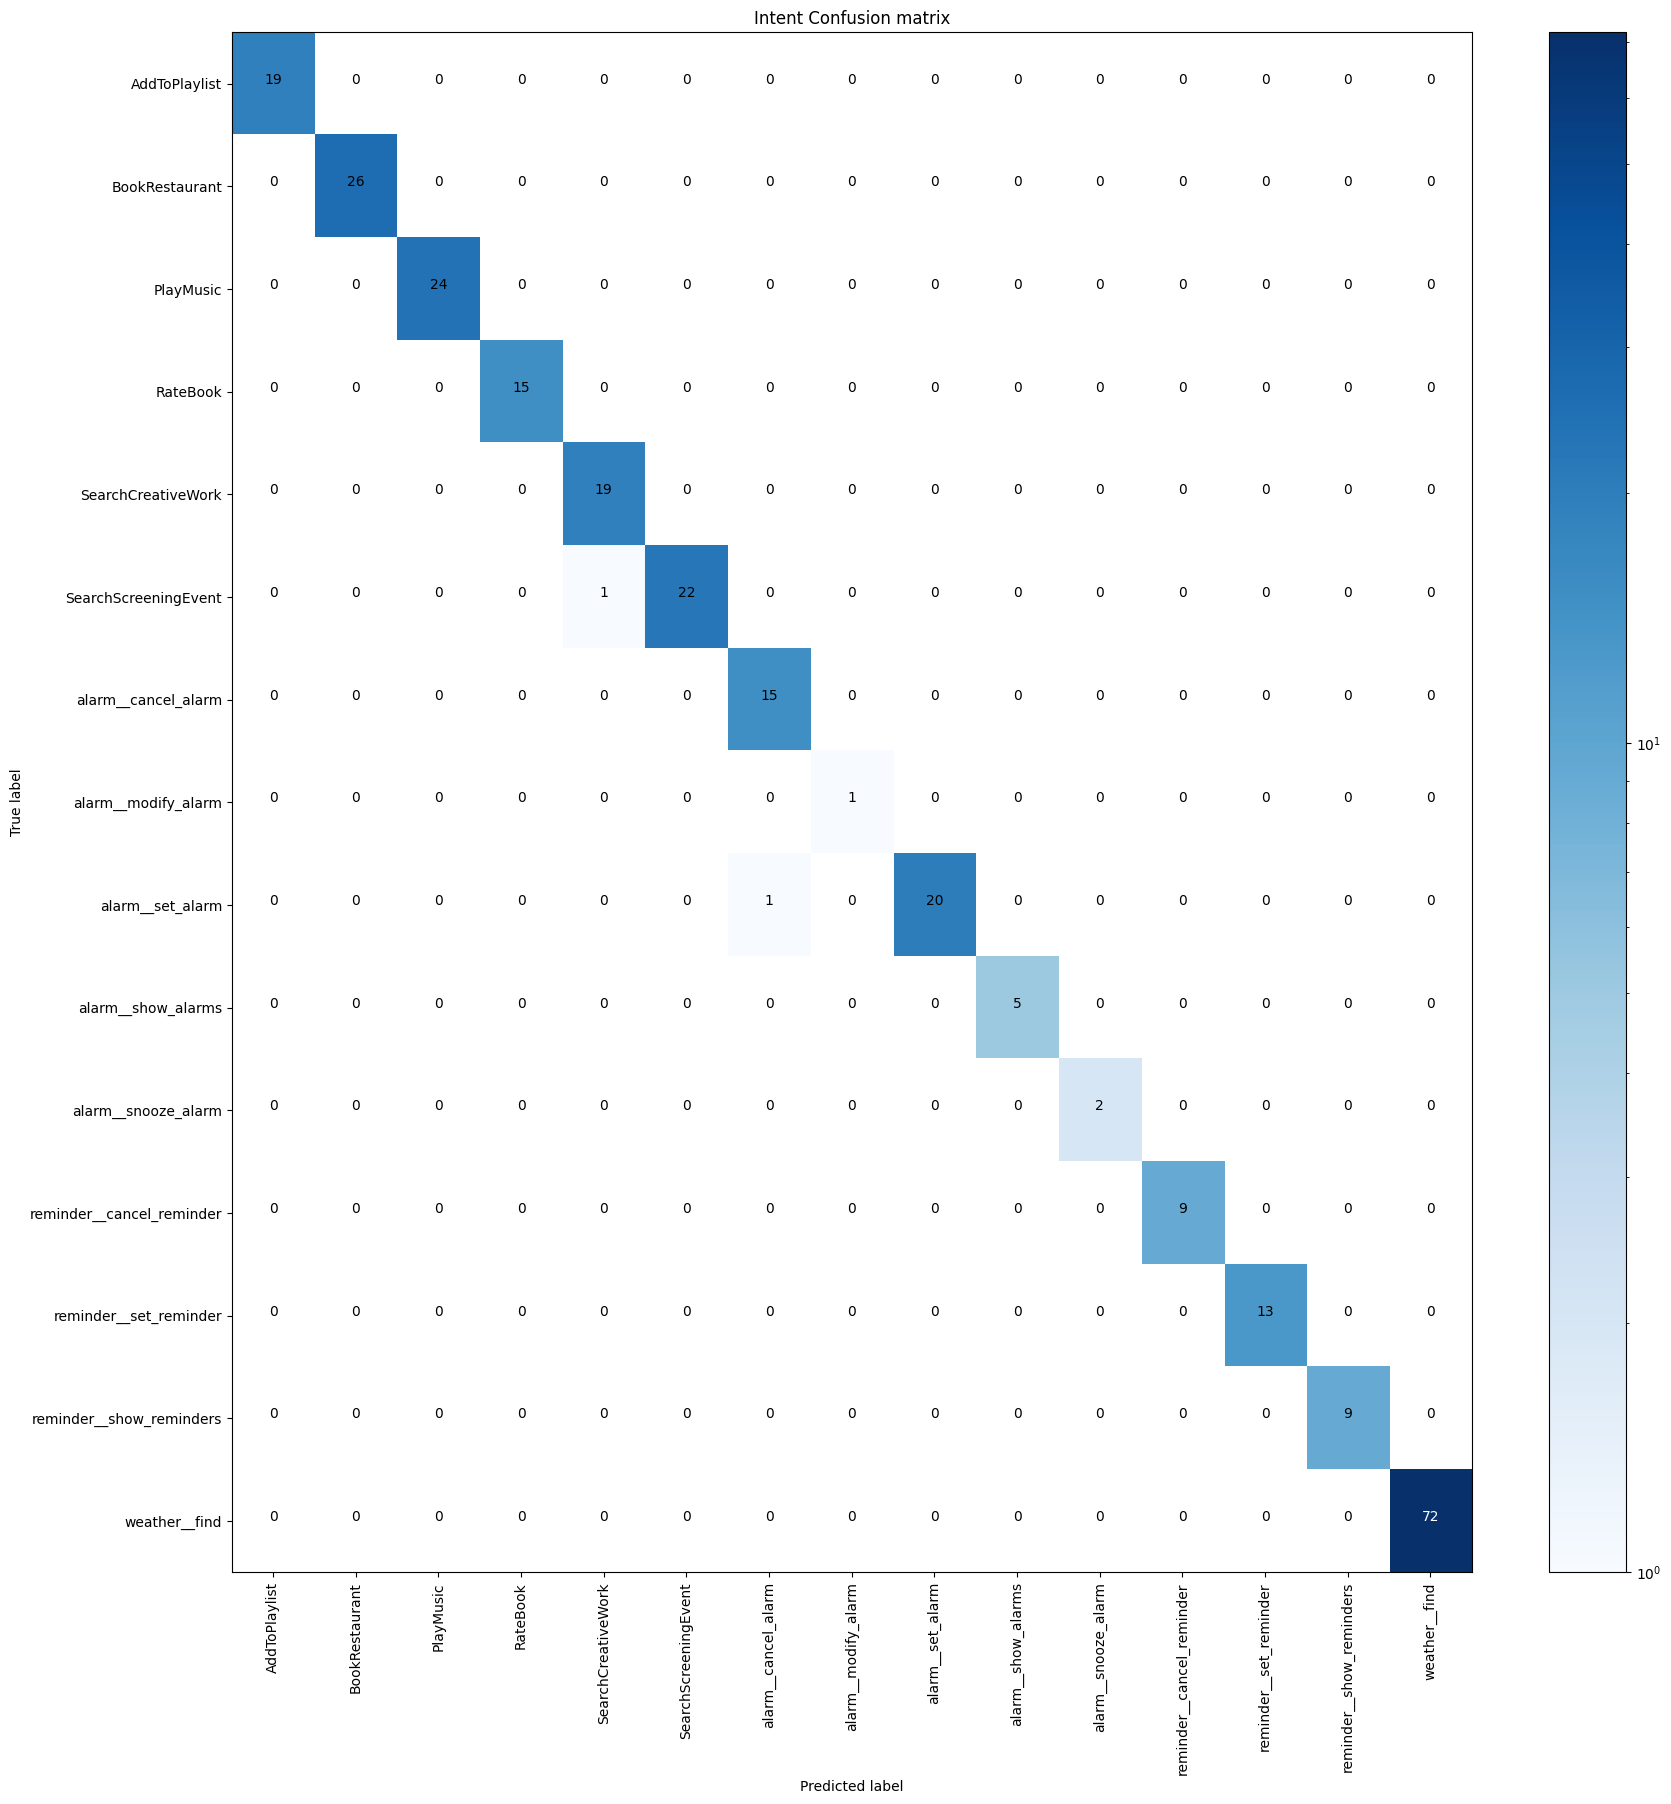 Intent Confusion matrix
AddToPlaylist 19 0 0 0 0 0 0 0 0 0 0 0 0 0 0
BookRestaurant 0 26 0 0 0 0 0 0 0 0 0 0 0 0 0
PlayMusic 0 0 24 0 0 0 0 0 0 0 0 0 0 0 0
RateBook 0 0 0 15 0 0 0 0 0 0 0 0 0 0 0
SearchCreativeWork 0 0 0 0 19 0 0 0 0 0 0 0 0 0 0
SearchScreeningEvent 0 0 0 0 1 22 0 0 0 0 0 0 0 0 0
alarm__cancel_alarm 0 0 0 0 0 0 15 0 0 0 0 0 0 0 0
10¹
True label
alarm__modify_alarm 0 0 0 0 0 0 0 1 0 0 0 0 0 0 0
alarm__set_alarm 0 0 0 0 0 0 1 0 20 0 0 0 0 0 0
alarm__show_alarms 0 0 0 0 0 0 0 0 0 5 0 0 0 0 0
alarm__snooze_alarm 0 0 0 0 0 0 0 0 0 0 2 0 0 0 0
reminder__cancel_reminder 0 0 0 0 0 0 0 0 0 0 0 9 0 0 0
reminder__set_reminder 0 0 0 0 0 0 0 0 0 0 0 0 13 0 0
reminder__show_reminders 0 0 0 0 0 0 0 0 0 0 0 0 0 9 0
weather__find 0 0 0 0 0 0 0 0 0 0 0 0 0 0 72
10⁰
AddToPlaylist
BookRestaurant
PlayMusic
RateBook
SearchCreativeWork
SearchScreeningEvent
alarm__cancel_alarm
alarm__modify_alarm
alarm__set_alarm
alarm__show_alarms
alarm__snooze_alarm
reminder__cancel_reminder
reminder__set_reminder
reminder__show_reminders
weather__find
Predicted label